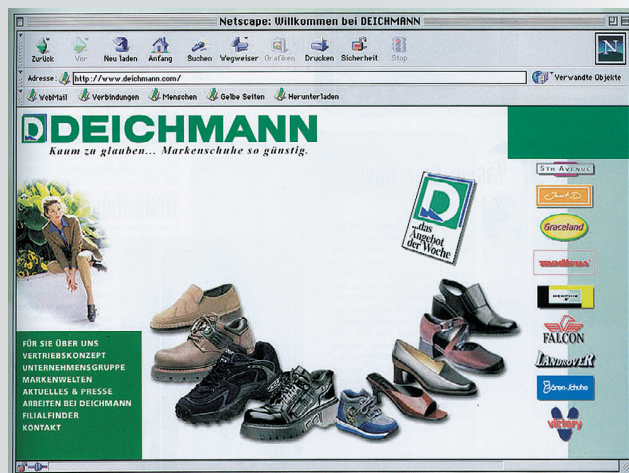 Netscape: Willkommen bei DEICHMANN
Zurück Vor Neu laden Anfang Suchen Wegweiser Grafiken Drucken Sicherheit Stop
N
Adresse: http://www.deichmann.com/ Verwandte Objekte
WebMail Verbindungen Menschen Gelbe Seiten Herunterladen
D DEICHMANN
Kaum zu glauben... Markenschuhe so günstig.
D
...das
Angebot
der Woche
5TH AVENUE
Graceland
medicus
MEMPHIS
FALCON
LANDROVER
Bären-Schuhe
victory
FÜR SIE ÜBER UNS
VERTRIEBSKONZEPT
UNTERNEHMENSGRUPPE
MARKENWELTEN
AKTUELLES & PRESSE
ARBEITEN BEI DEICHMANN
FILIALFINDER
KONTAKT